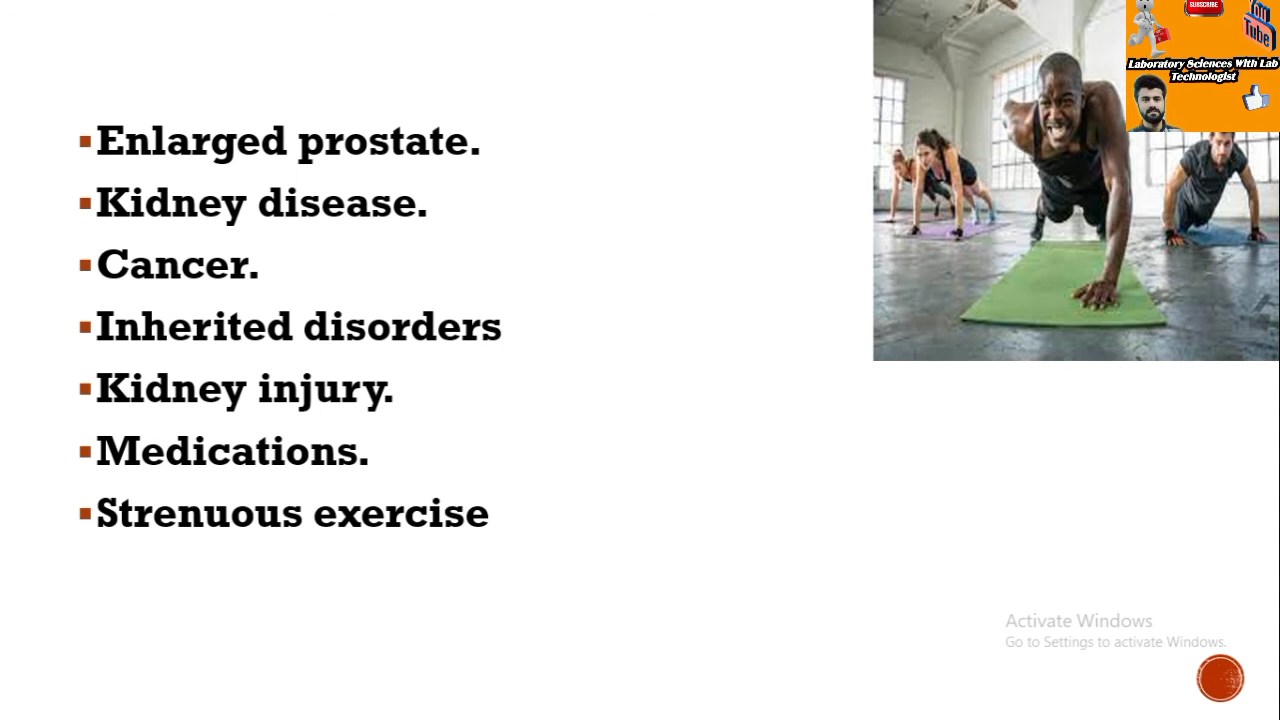 Enlarged prostate.
Kidney disease.
Cancer.
Inherited disorders
Kidney injury.
Medications.
Strenuous exercise
SUBSCRIBE
You
Tube
Laboratory Sciences With Lab
Technologist
Activate Windows
Go to Settings to activate Windows.